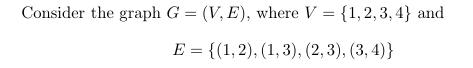 Consider the graph G = (V, E), where V = {1, 2, 3, 4} and
E = {(1, 2), (1, 3), (2, 3), (3, 4)}